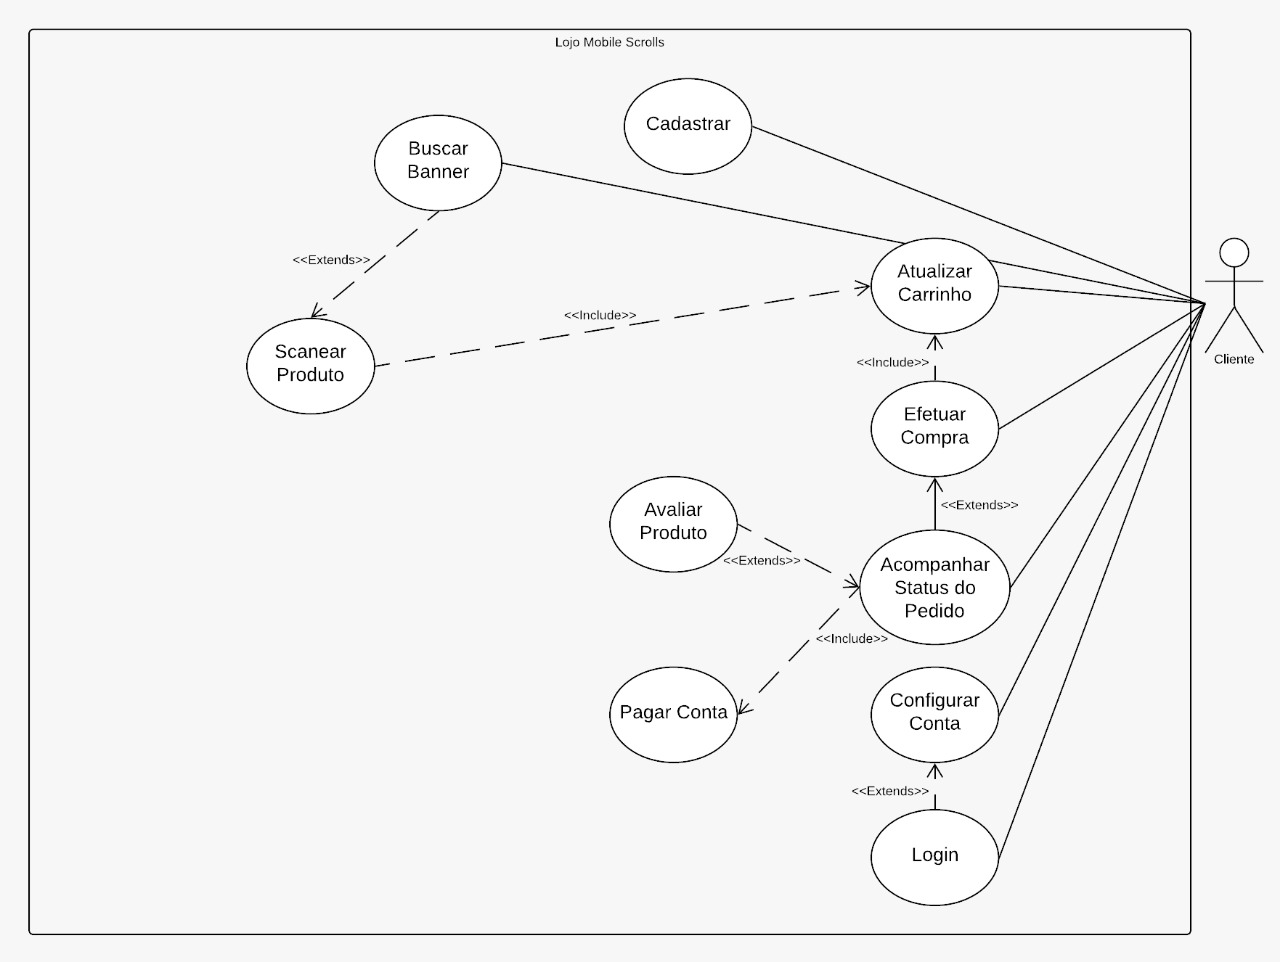 Lojo Mobile Scrolls
Cadastrar
Buscar
Banner
<<Extends>>
Atualizar
Carrinho
<<Include>>
Scanear
Produto
Cliente
<<Include>>
Efetuar
Compra
<<Extends>>
Avaliar
Produto
<<Extends>>
Acompanhar
Status do
Pedido
<<Include>>
Pagar Conta
Configurar
Conta
<<Extends>>
Login